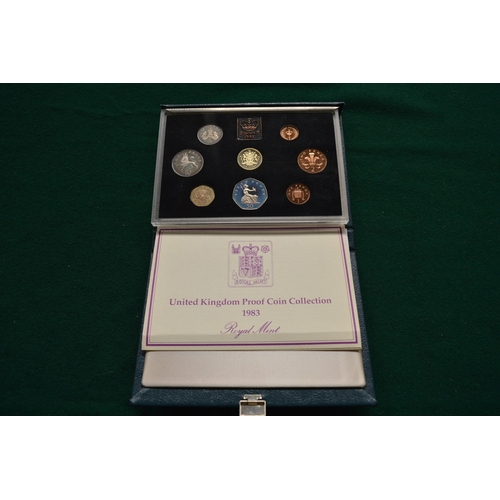 United Kingdom Proof Coin Collection
1983
Royal Mint